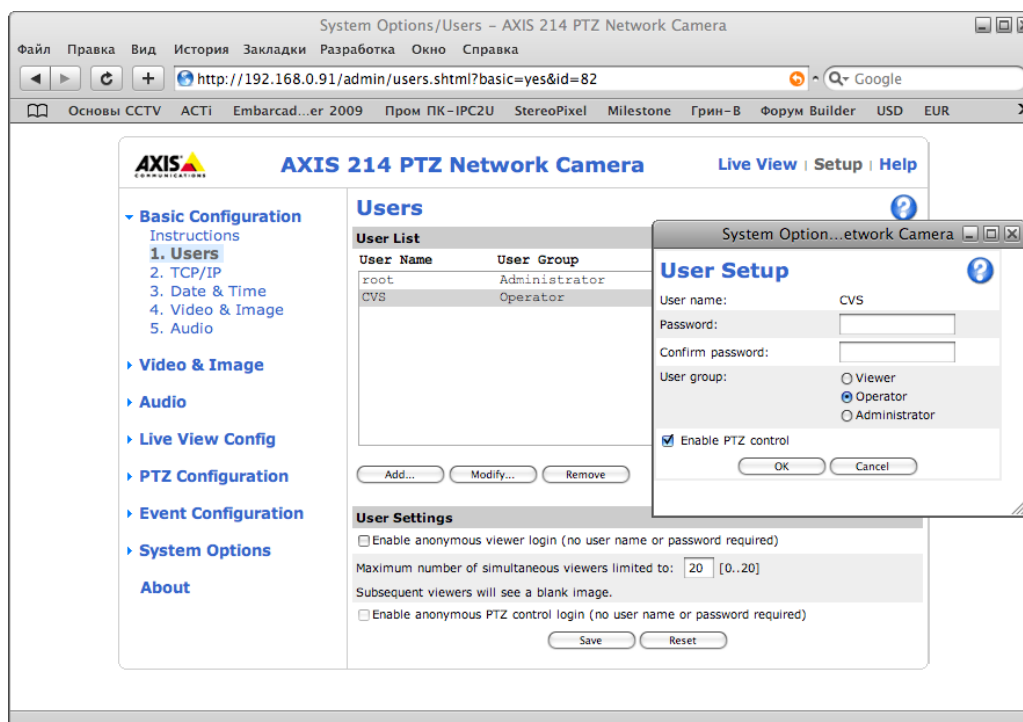 System Options/Users – AXIS 214 PTZ Network Camera
Файл Правка Вид История Закладки Разработка Окно Справка
http://192.168.0.91/admin/users.shtml?basic=yes&id=82
Google
Основы CCTV ACTi Embarcad...er 2009 Пром ПК-IPC2U StereoPixel Milestone Грин-В Форум Builder USD EUR
AXIS COMMUNICATIONS
AXIS 214 PTZ Network Camera
Live View | Setup | Help
Basic Configuration
Instructions
1. Users
2. TCP/IP
3. Date & Time
4. Video & Image
5. Audio
Video & Image
Audio
Live View Config
PTZ Configuration
Event Configuration
System Options
About
Users
User List
User Name User Group
root Administrator
CVS Operator
Add... Modify... Remove
User Settings
Enable anonymous viewer login (no user name or password required)
Maximum number of simultaneous viewers limited to: 20 [0..20]
Subsequent viewers will see a blank image.
Enable anonymous PTZ control login (no user name or password required)
Save Reset
System Option...etwork Camera
User Setup
User name: CVS
Password:
Confirm password:
User group:
Viewer
Operator
Administrator
Enable PTZ control
OK Cancel